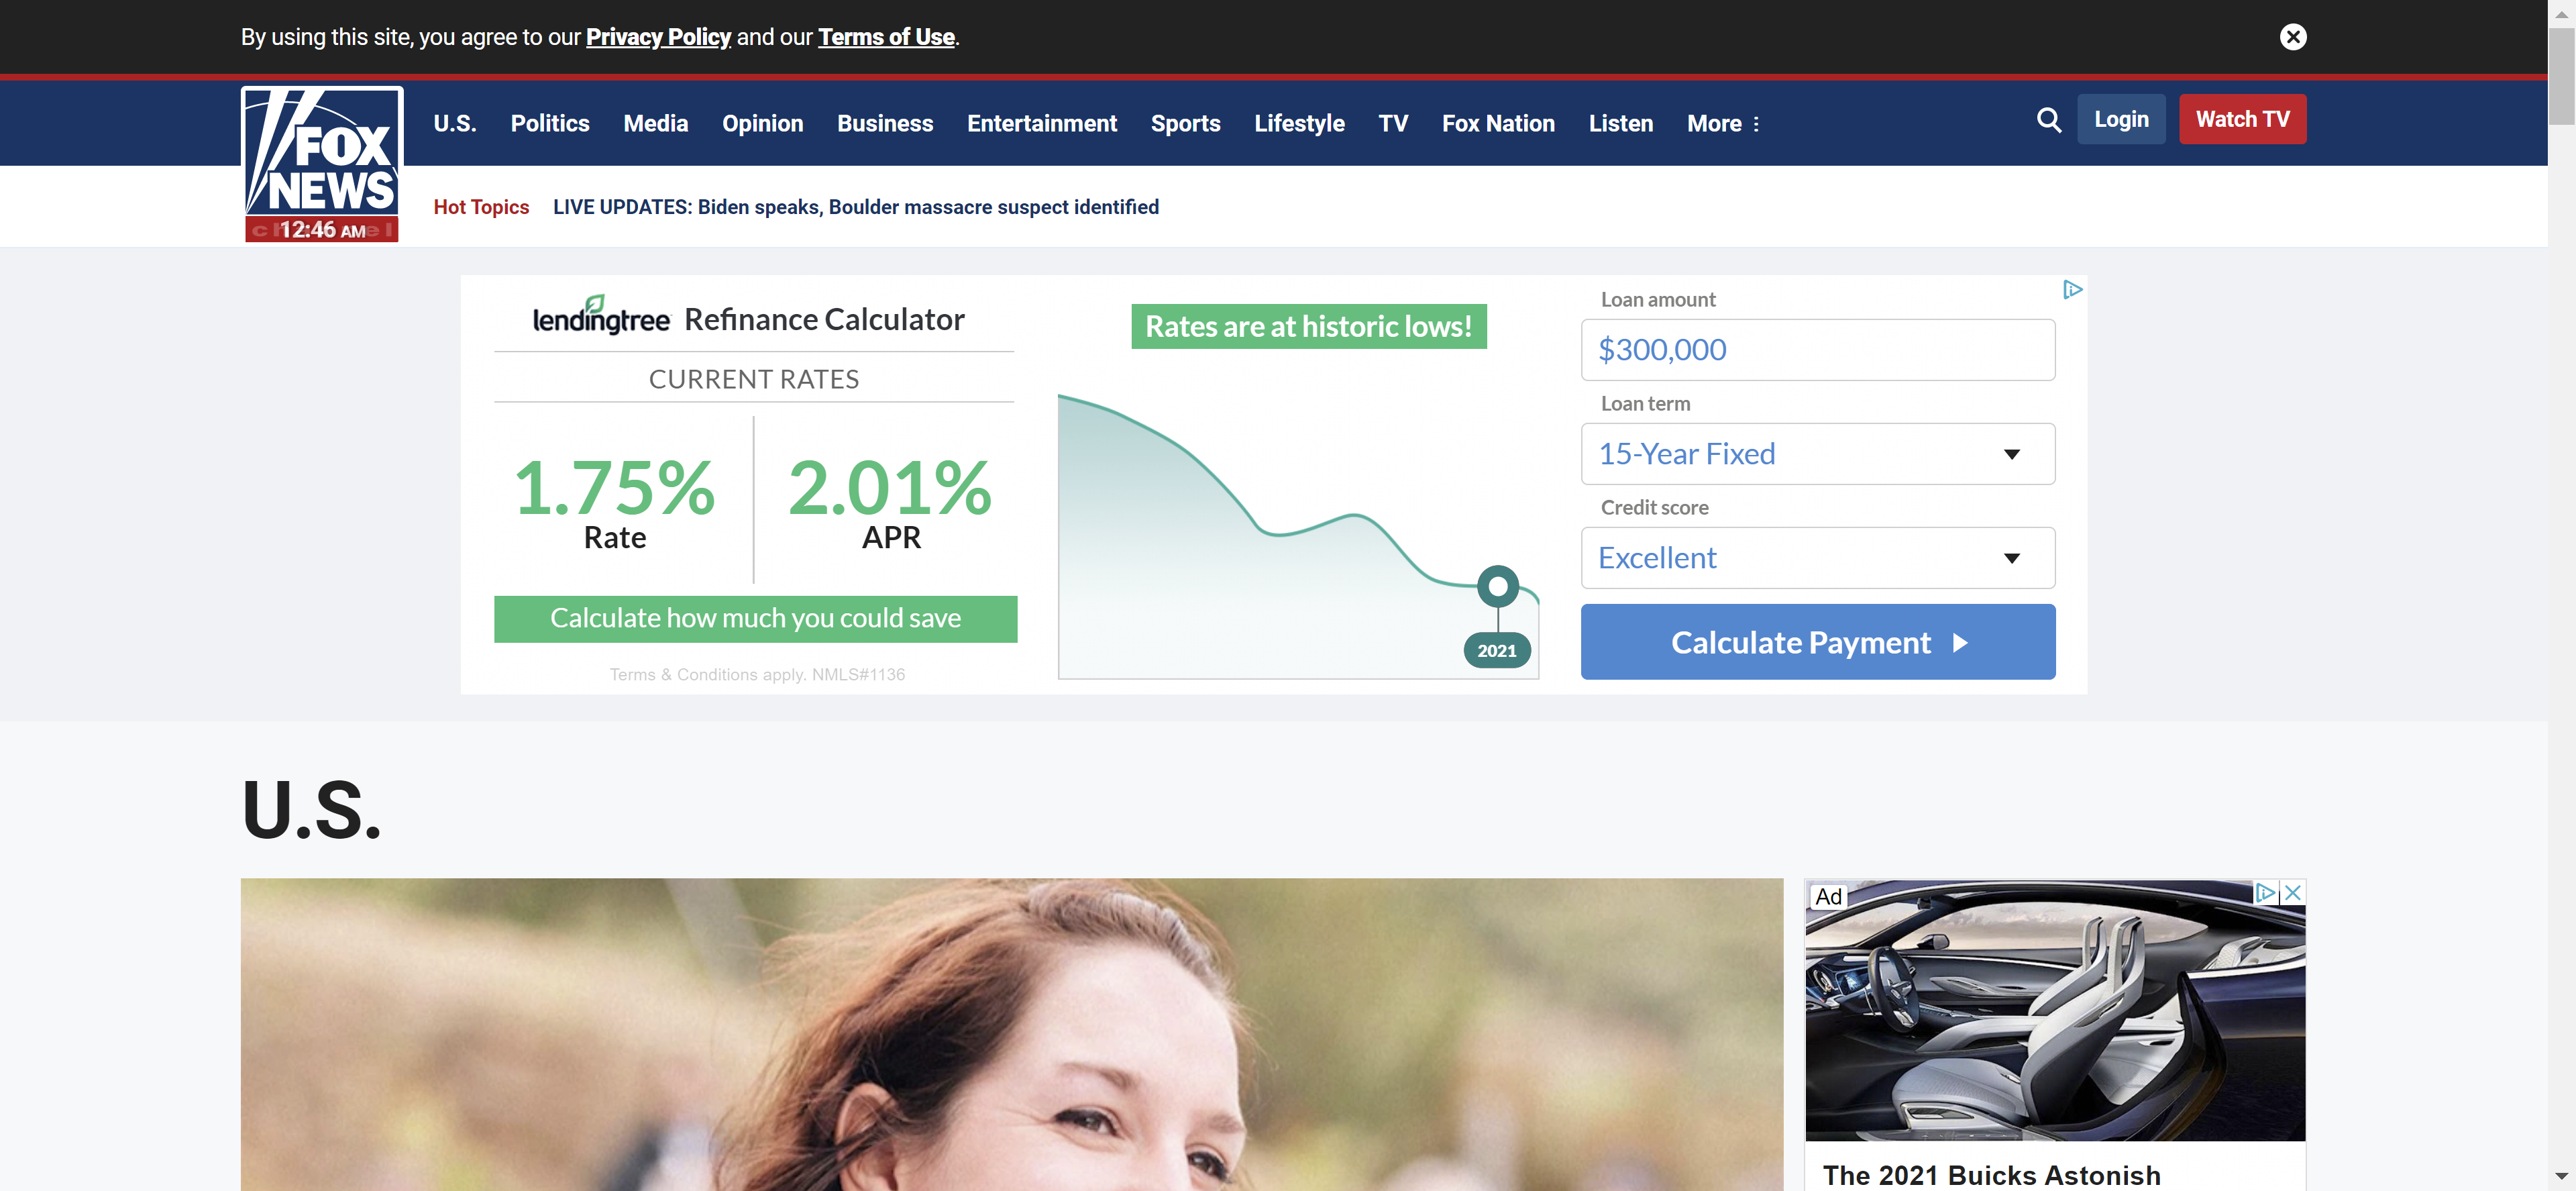 By using this site, you agree to our Privacy Policy and our Terms of Use.
FOX
NEWS
12:46 AM
U.S. Politics Media Opinion Business Entertainment Sports Lifestyle TV Fox Nation Listen More
Login
Watch TV
Hot Topics LIVE UPDATES: Biden speaks, Boulder massacre suspect identified
lendingtree Refinance Calculator
CURRENT RATES
1.75% 2.01%
Rate APR
Calculate how much you could save
Terms & Conditions apply. NMLS#1136
Rates are at historic lows!
2021
Loan amount
$300,000
Loan term
15-Year Fixed
Credit score
Excellent
Calculate Payment
U.S.
Ad
The 2021 Buicks Astonish